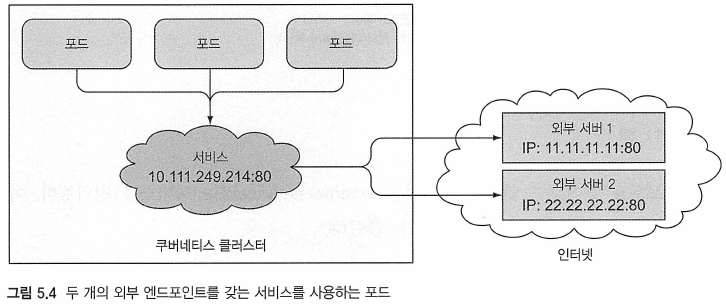 포드
포드
포드
서비스
10.111.249.214:80
쿠버네티스 클러스터
외부 서버 1
IP: 11.11.11.11:80
외부 서버 2
IP: 22.22.22.22:80
인터넷
그림 5.4 두 개의 외부 엔드포인트를 갖는 서비스를 사용하는 포드